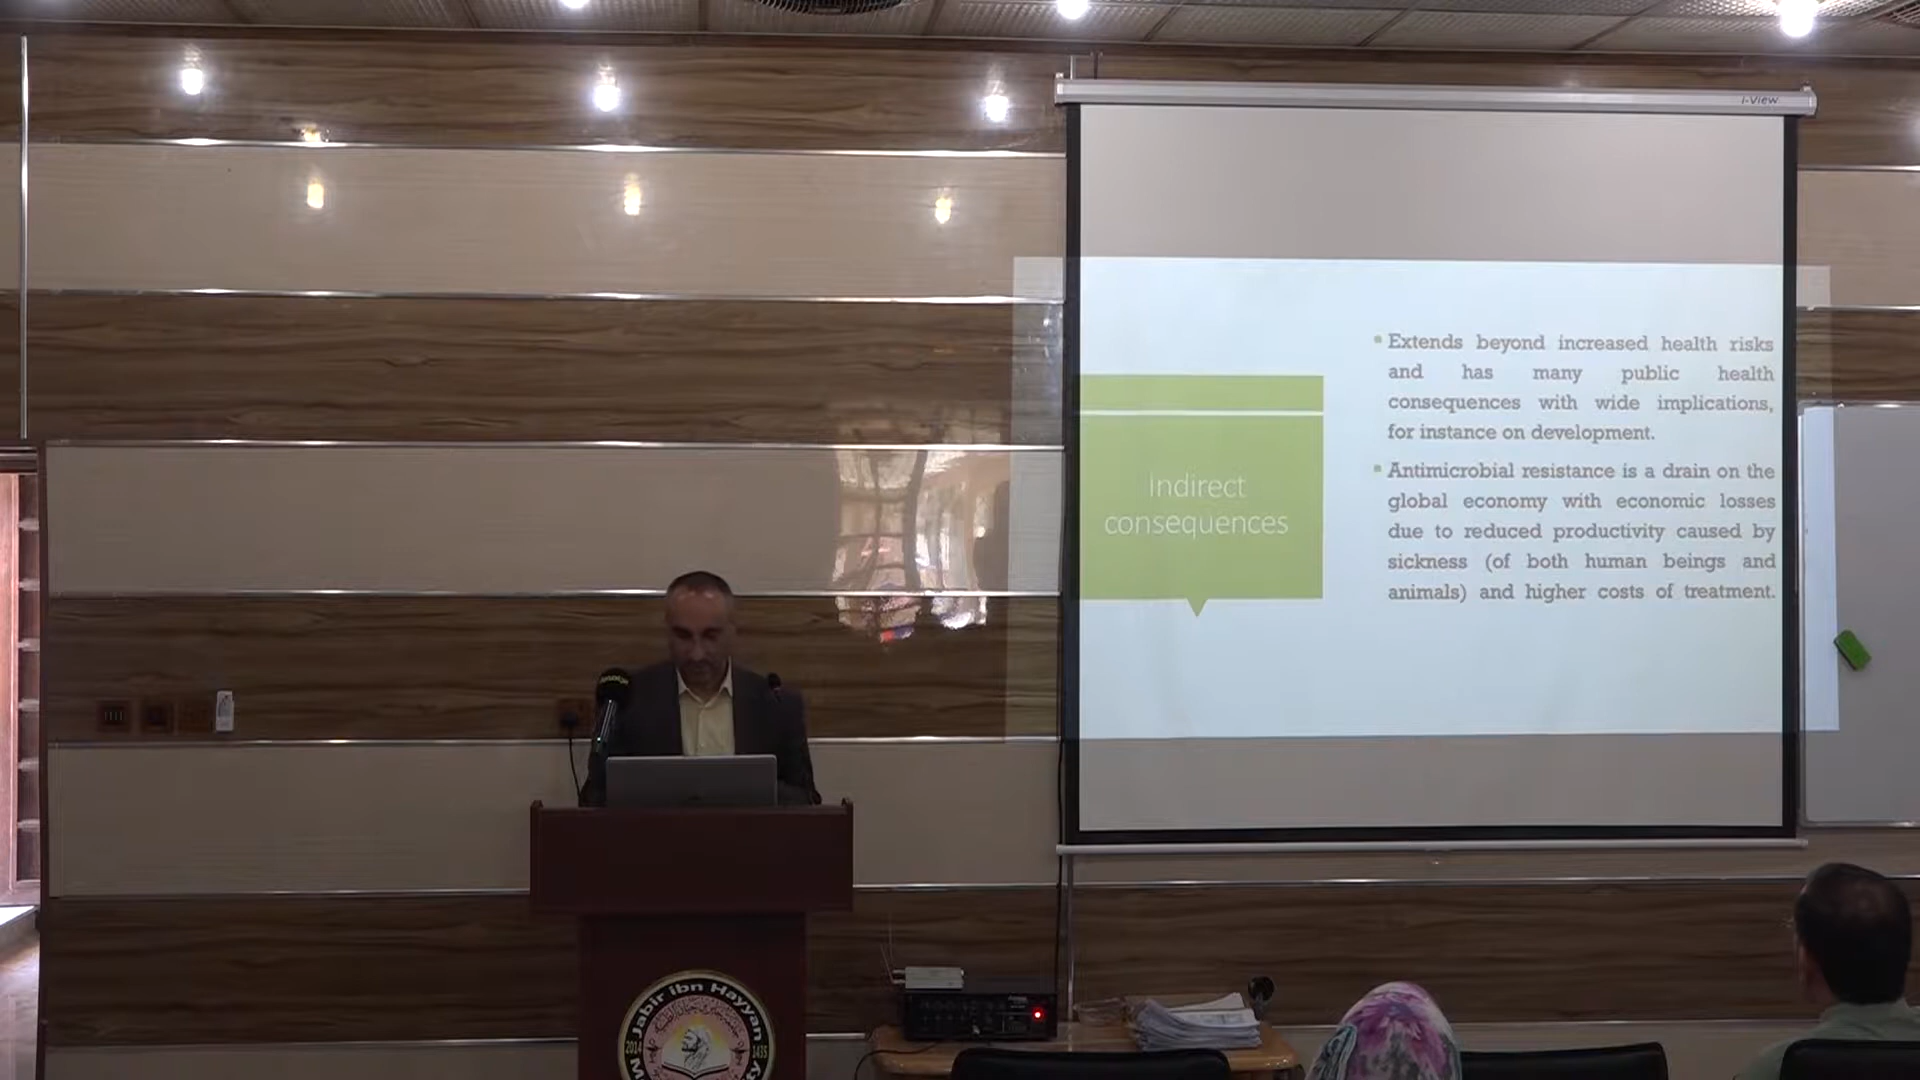 i-View
Extends beyond increased health risks
and has many public health
consequences with wide implications,
for instance on development.
Antimicrobial resistance is a drain on the
global economy with economic losses
due to reduced productivity caused by
sickness (of both human beings and
animals) and higher costs of treatment.
Indirect
consequences
Jabir ibn Hayyan
2014
1435